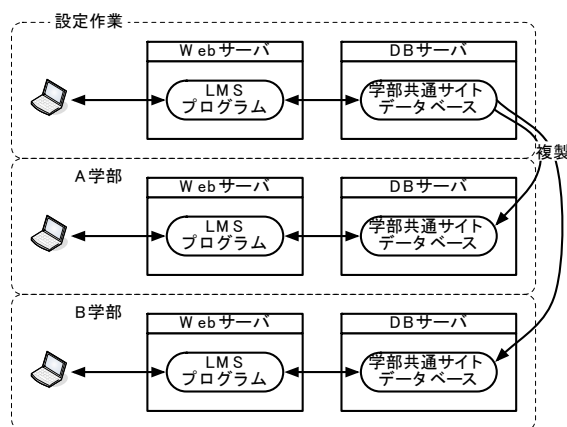 設定作業
Webサーバ
DBサーバ
LMS
プログラム
学部共通サイト
データベース
複製
A学部
Webサーバ
DBサーバ
LMS
プログラム
学部共通サイト
データベース
B学部
Webサーバ
DBサーバ
LMS
プログラム
学部共通サイト
データベース